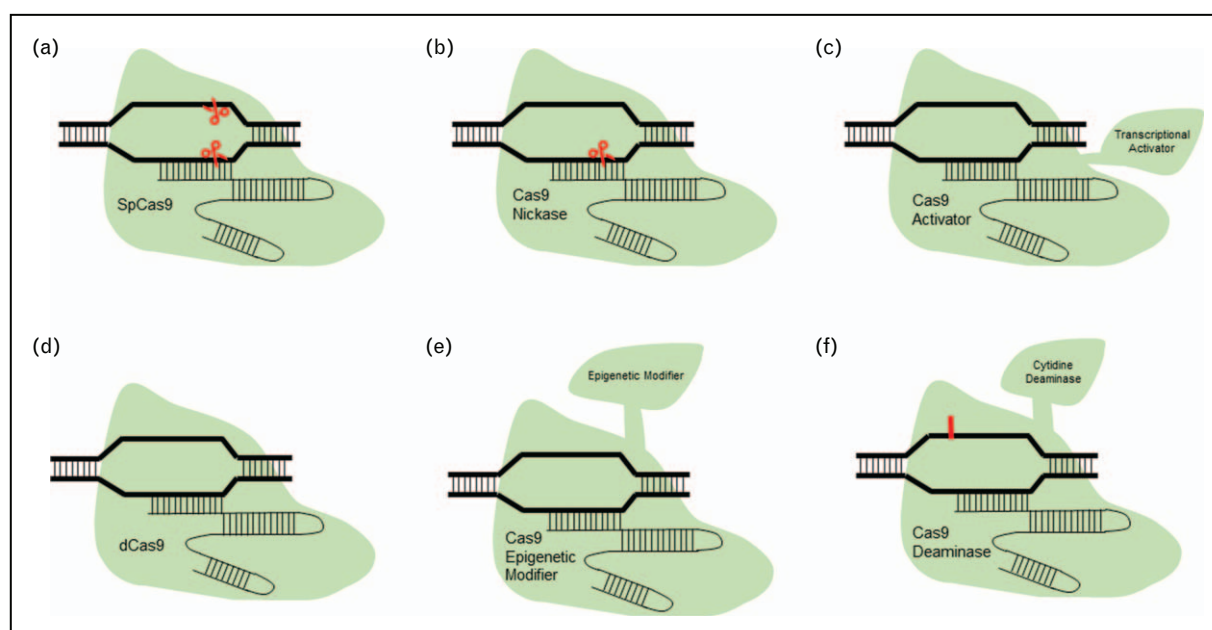 (a)
SpCas9
(b)
Cas9
Nickase
(c)
Transcriptional
Activator
Cas9
Activator
(d)
dCas9
(e)
Epigenetic Modifier
Cas9
Epigenetic
Modifier
(f)
Cytidine
Deaminase
Cas9
Deaminase